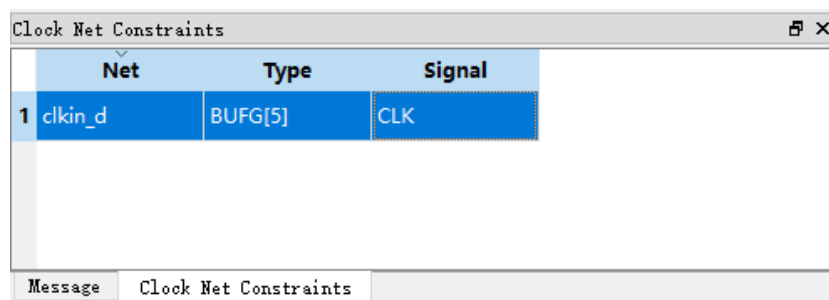 Clock Net Constraints
Net Type Signal
1 clkin_d BUFG[5] CLK
Message Clock Net Constraints